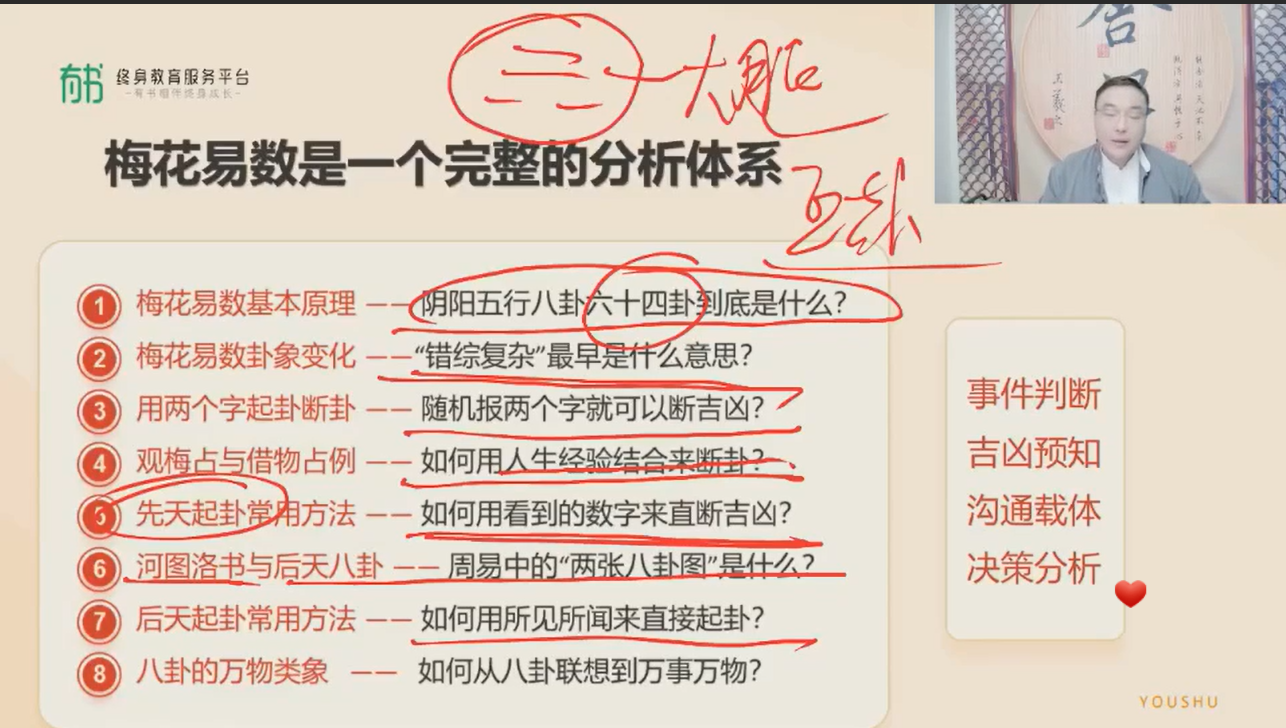 有书 终身教育服务平台
-有书相伴终身成长-
大胆
梅花易数是一个完整的分析体系
互卦
1 梅花易数基本原理 —— 阴阳五行八卦六十四卦到底是什么?
2 梅花易数卦象变化 ——“错综复杂”最早是什么意思?
3 用两个字起卦断卦 —— 随机报两个字就可以断吉凶?
4 观梅占与借物占例 —— 如何用人生经验结合来断卦?
5 先天起卦常用方法 —— 如何用看到的数字来直断吉凶?
6 河图洛书与后天八卦 —— 周易中的“两张八卦图”是什么?
7 后天起卦常用方法 —— 如何用所见所闻来直接起卦?
8 八卦的万物类象 —— 如何从八卦联想到万事万物?
事件判断
吉凶预知
沟通载体
决策分析
YOUSHU